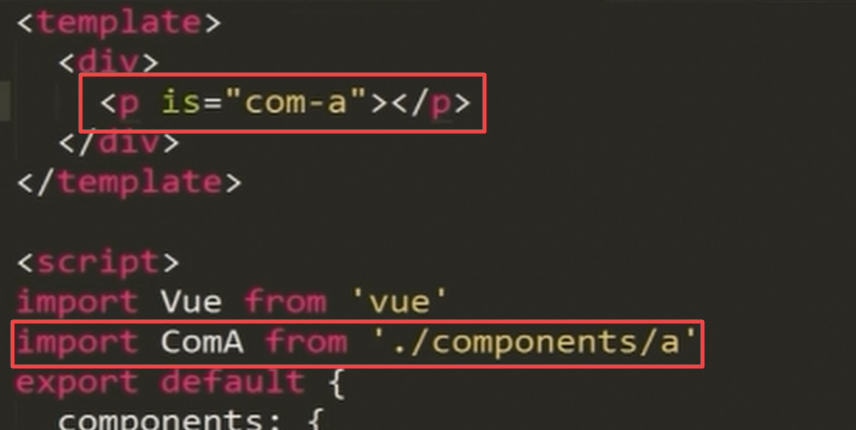 <template>
<div>
<p is="com-a"></p>
</div>
</template>
<script>
import Vue from 'vue'
import ComA from './components/a'
export default {
components: {